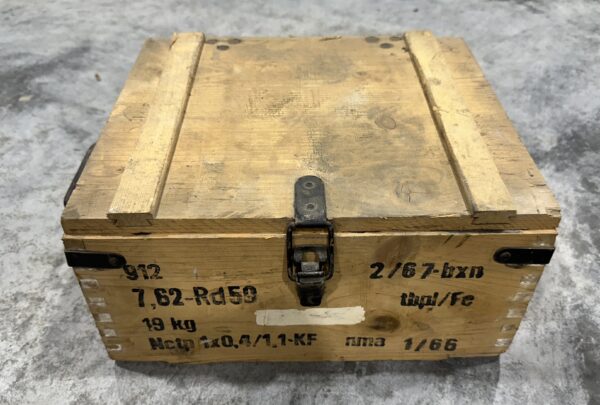 912 2/67-bxn
7,62-Rd59 tbpl/Fe
19 kg
Nctp 1x0,4/1,1-KF nma 1/66